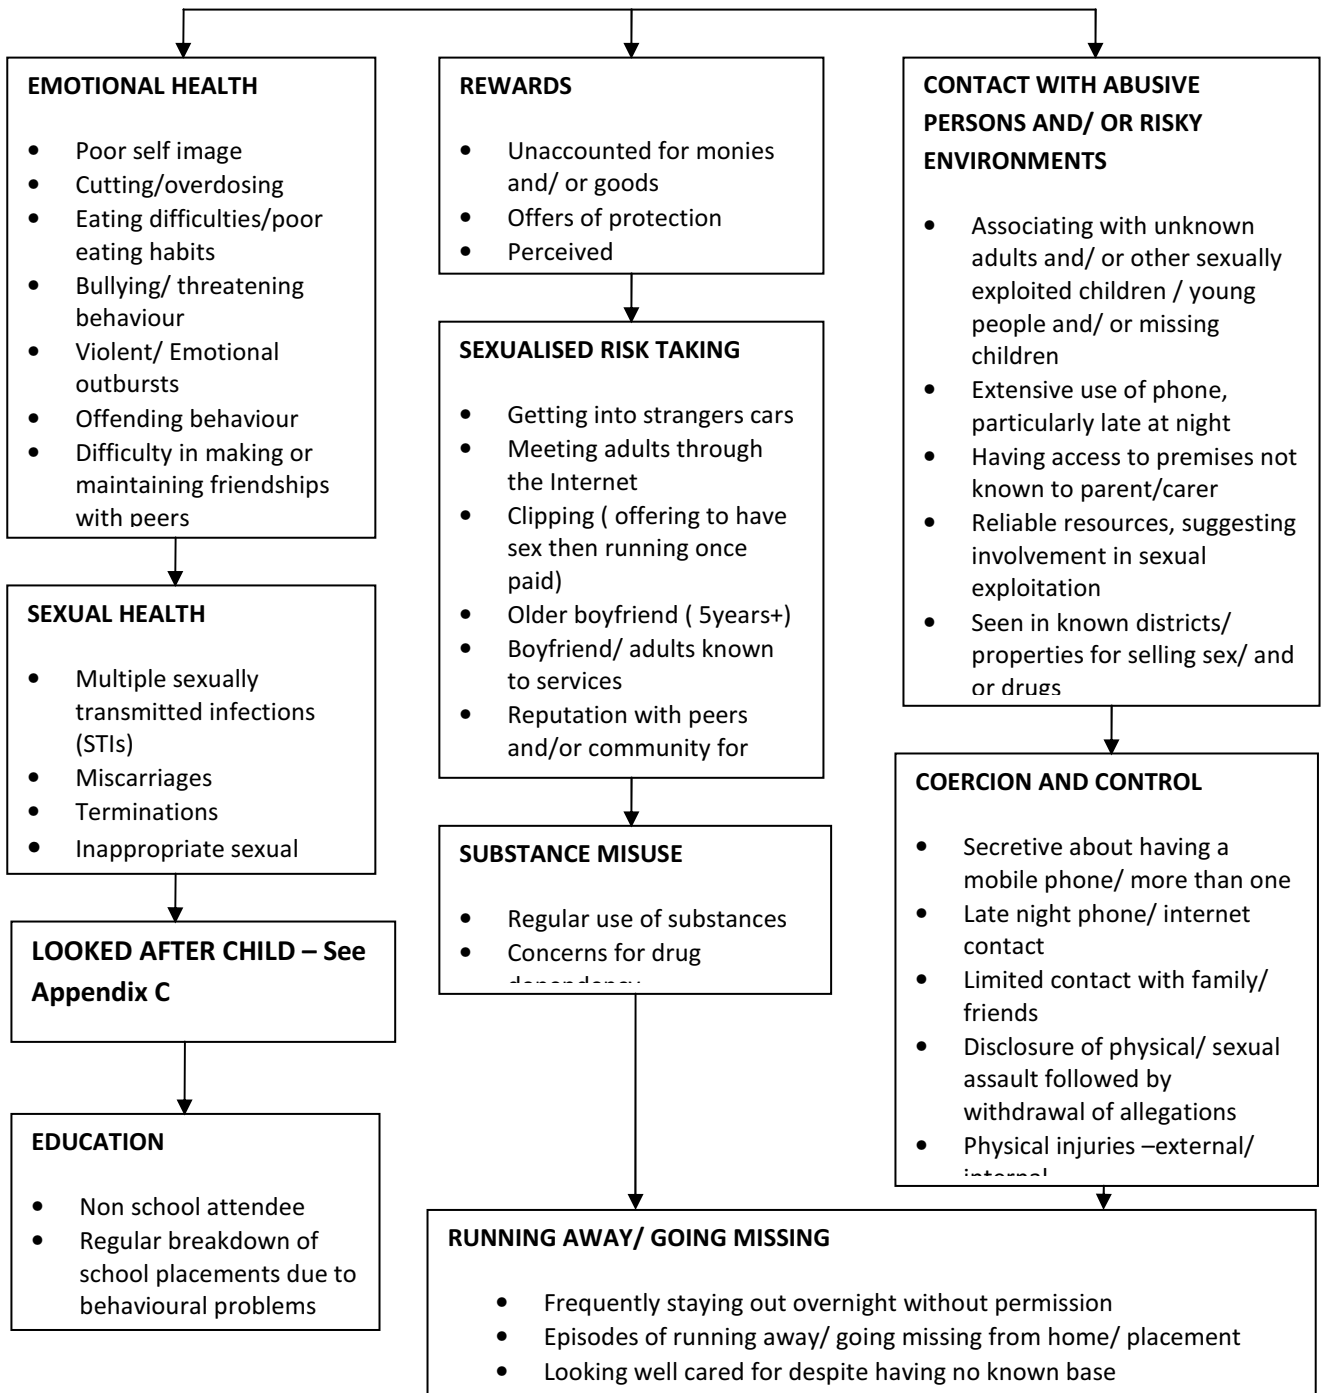 EMOTIONAL HEALTH
• Poor self image
• Cutting/overdosing
• Eating difficulties/poor
eating habits
• Bullying/ threatening
behaviour
• Violent/ Emotional
outbursts
• Offending behaviour
• Difficulty in making or
maintaining friendships
with peers
SEXUAL HEALTH
• Multiple sexually
transmitted infections
(STIs)
• Miscarriages
• Terminations
• Inappropriate sexual
LOOKED AFTER CHILD – See
Appendix C
EDUCATION
• Non school attendee
• Regular breakdown of
school placements due to
behavioural problems
REWARDS
• Unaccounted for monies
and/ or goods
• Offers of protection
• Perceived
SEXUALISED RISK TAKING
• Getting into strangers cars
• Meeting adults through
the Internet
• Clipping ( offering to have
sex then running once
paid)
• Older boyfriend ( 5years+)
• Boyfriend/ adults known
to services
• Reputation with peers
and/or community for
SUBSTANCE MISUSE
• Regular use of substances
• Concerns for drug
CONTACT WITH ABUSIVE
PERSONS AND/ OR RISKY
ENVIRONMENTS
• Associating with unknown
adults and/ or other sexually
exploited children / young
people and/ or missing
children
• Extensive use of phone,
particularly late at night
• Having access to premises not
known to parent/carer
• Reliable resources, suggesting
involvement in sexual
exploitation
• Seen in known districts/
properties for selling sex/ and
or drugs
COERCION AND CONTROL
• Secretive about having a
mobile phone/ more than one
• Late night phone/ internet
contact
• Limited contact with family/
friends
• Disclosure of physical/ sexual
assault followed by
withdrawal of allegations
• Physical injuries –external/
RUNNING AWAY/ GOING MISSING
• Frequently staying out overnight without permission
• Episodes of running away/ going missing from home/ placement
• Looking well cared for despite having no known base